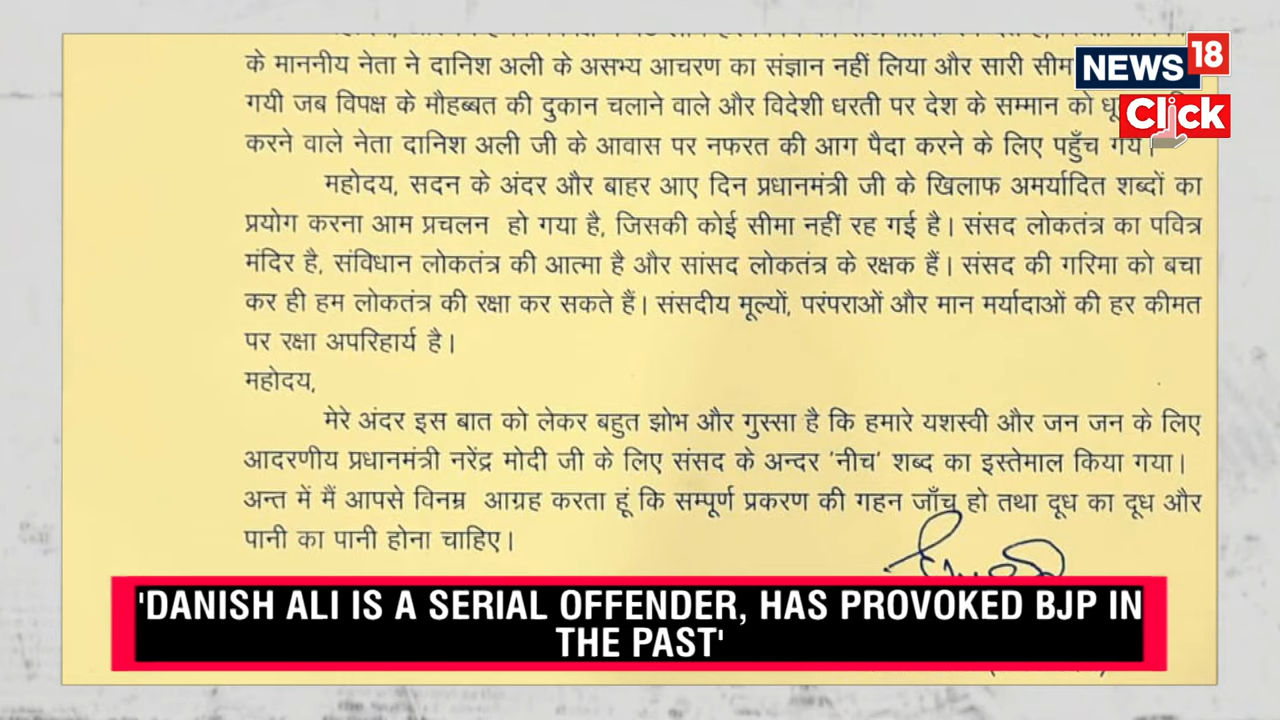 के माननीय नेता ने दानिश अली के असभ्य आचरण का संज्ञान नहीं लिया और सारी
NEWS 18
Click
गयी जब विपक्ष के मौहब्बत की दुकान चलाने वाले और विदेशी धरती पर देश के सम्मान को
करने वाले नेता दानिश अली जी के आवास पर नफरत की आग पैदा करने के लिए पहुँच गये।
महोदय, सदन के अंदर और बाहर आए दिन प्रधानमंत्री जी के खिलाफ अमर्यादित शब्दों का
प्रयोग करना आम प्रचलन हो गया है, जिसकी कोई सीमा नहीं रह गई है। संसद लोकतंत्र का पवित्र
मंदिर है, संविधान लोकतंत्र की आत्मा है और सांसद लोकतंत्र के रक्षक हैं। संसद की गरिमा को बचा
कर ही हम लोकतंत्र की रक्षा कर सकते हैं। संसदीय मूल्यों, परंपराओं और मान मर्यादाओं की हर कीमत
पर रक्षा अपरिहार्य है।
महोदय,
मेरे अंदर इस बात को लेकर बहुत झोभ और गुस्सा है कि हमारे यशस्वी और जन जन के लिए
आदरणीय प्रधानमंत्री नरेंद्र मोदी जी के लिए संसद के अन्दर 'नीच' शब्द का इस्तेमाल किया गया।
अन्त में मैं आपसे विनम्र आग्रह करता हूं कि सम्पूर्ण प्रकरण की गहन जाँच हो तथा दूध का दूध और
पानी का पानी होना चाहिए।
'DANISH ALI IS A SERIAL OFFENDER, HAS PROVOKED BJP IN
THE PAST'